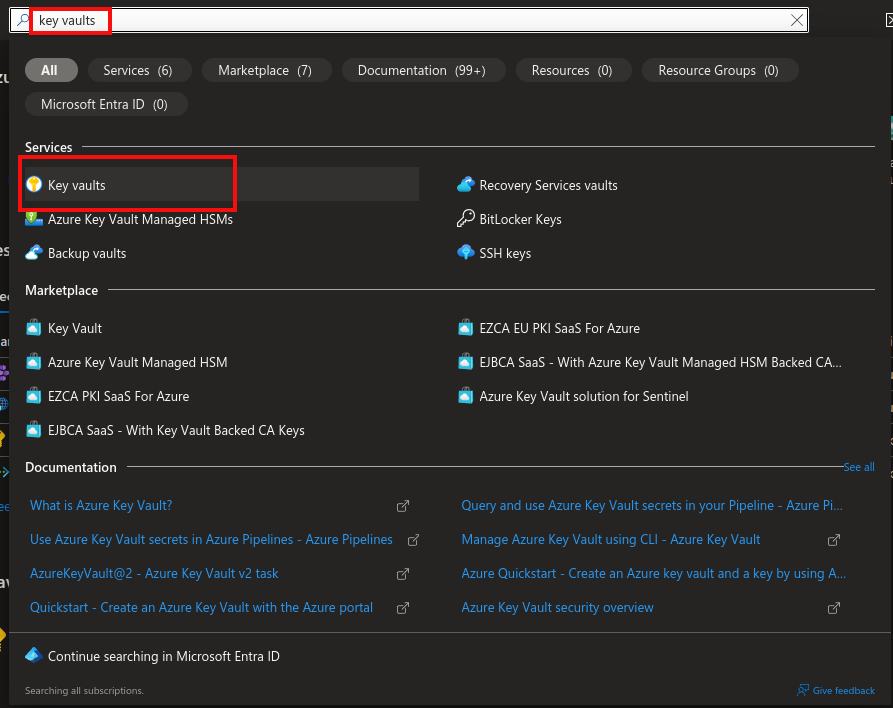 key vaults
All
Services (6)
Marketplace (7)
Documentation (99+)
Resources (0)
Resource Groups (0)
Microsoft Entra ID (0)
Services
Key vaults
Recovery Services vaults
Azure Key Vault Managed HSMs
BitLocker Keys
Backup vaults
SSH keys
Marketplace
Key Vault
EZCA EU PKI SaaS For Azure
Azure Key Vault Managed HSM
EJBCA SaaS - With Azure Key Vault Managed HSM Backed CA...
EZCA PKI SaaS For Azure
Azure Key Vault solution for Sentinel
EJBCA SaaS - With Key Vault Backed CA Keys
Documentation
See all
What is Azure Key Vault?
Query and use Azure Key Vault secrets in your Pipeline - Azure Pi...
Use Azure Key Vault secrets in Azure Pipelines - Azure Pipelines
Manage Azure Key Vault using CLI - Azure Key Vault
AzureKeyVault@2 - Azure Key Vault v2 task
Azure Quickstart - Create an Azure key vault and a key by using A...
Quickstart - Create an Azure Key Vault with the Azure portal
Azure Key Vault security overview
Continue searching in Microsoft Entra ID
Searching all subscriptions.
Give feedback